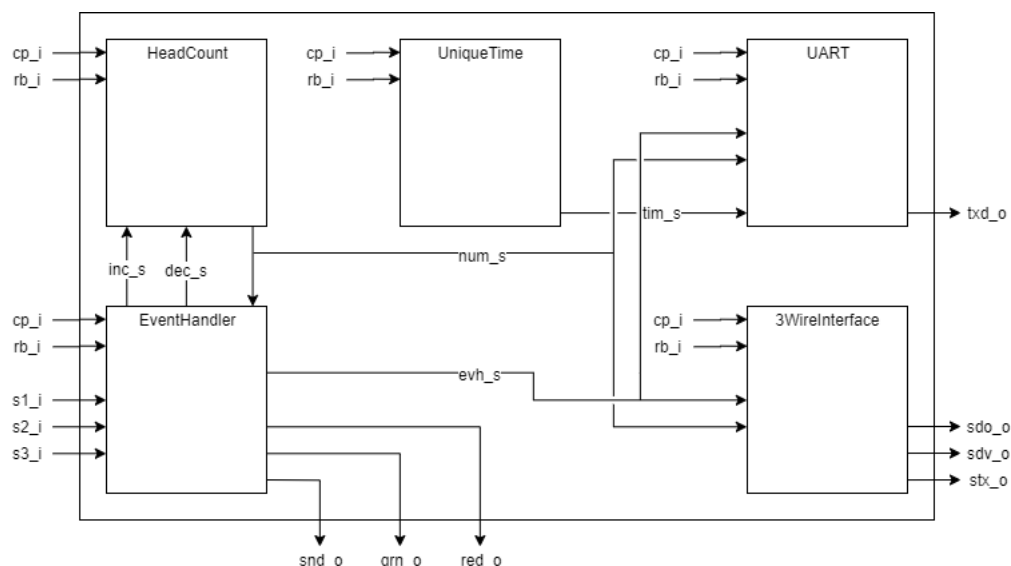 HeadCount
UniqueTime
UART
cp_i
rb_i
cp_i
rb_i
cp_i
rb_i
tim_s
txd_o
num_s
inc_s
dec_s
EventHandler
3WireInterface
cp_i
rb_i
cp_i
rb_i
evh_s
s1_i
s2_i
s3_i
sdo_o
sdv_o
stx_o
snd_o
grn_o
red_o